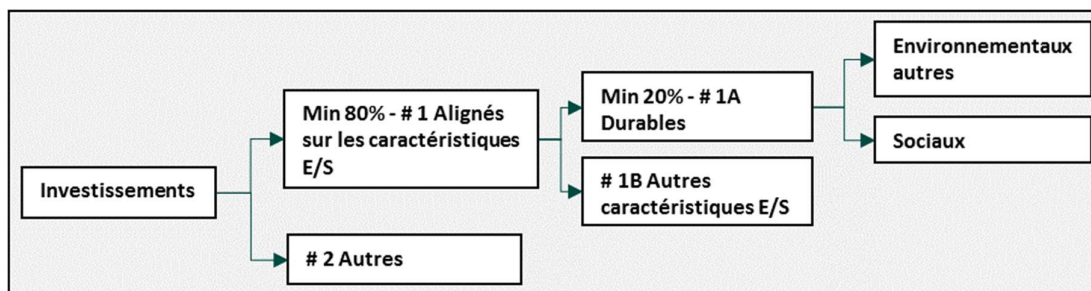 Investissements
Min 80% - # 1 Alignés
sur les caractéristiques
E/S
# 2 Autres
Min 20% - # 1A
Durables
# 1B Autres
caractéristiques E/S
Environnementaux
autres
Sociaux